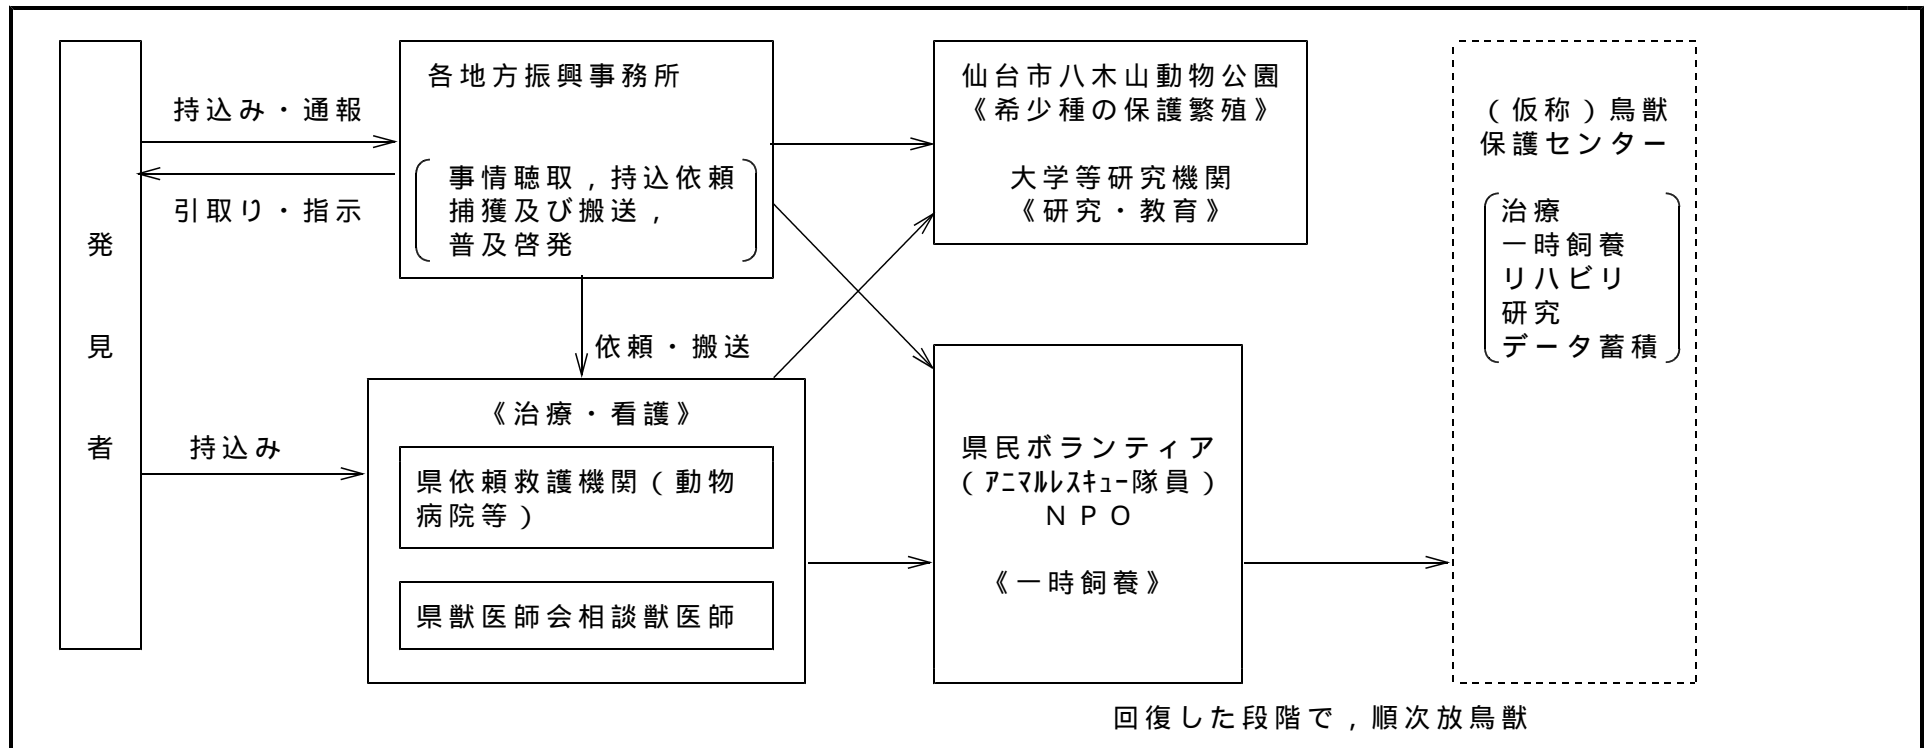 発見者
持込み・通報
引取り・指示
持込み
各地方振興事務所
事情聴取，持込依頼
捕獲及び搬送，
普及啓発
依頼・搬送
《治療・看護》
県依頼救護機関（動物
病院等）
県獣医師会相談獣医師
仙台市八木山動物公園
《希少種の保護繁殖》
大学等研究機関
《研究・教育》
県民ボランティア
（ｱﾆﾏﾙﾚｽｷｭｰ隊員）
ＮＰＯ
《一時飼養》
（仮称）鳥獣
保護センター
治療
一時飼養
リハビリ
研究
データ蓄積
回復した段階で，順次放鳥獣